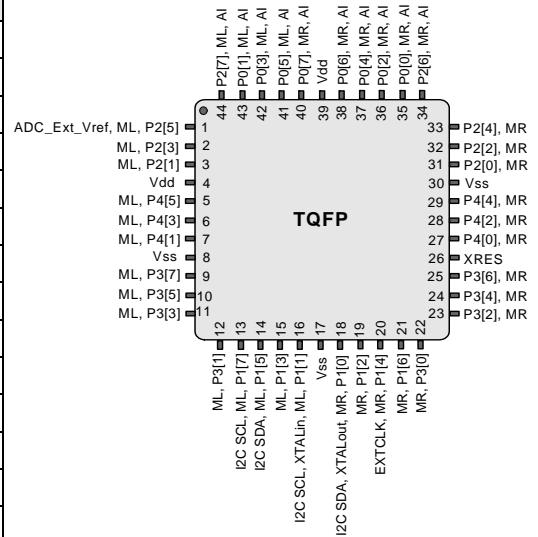 P2[7], ML, AI
P0[1], ML, AI
P0[3], ML, AI
P0[5], ML, AI
P0[7], MR, AI
Vdd
P0[6], MR, AI
P0[4], MR, AI
P0[2], MR, AI
P0[0], MR, AI
P2[6], MR, AI
44
43
42
41
40
39
38
37
36
35
34
ADC_Ext_Vref, ML, P2[5] 1
ML, P2[3] 2
ML, P2[1] 3
Vdd 4
ML, P4[5] 5
ML, P4[3] 6
ML, P4[1] 7
Vss 8
ML, P3[7] 9
ML, P3[5] 10
ML, P3[3] 11
TQFP
33 P2[4], MR
32 P2[2], MR
31 P2[0], MR
30 Vss
29 P4[4], MR
28 P4[2], MR
27 P4[0], MR
26 XRES
25 P3[6], MR
24 P3[4], MR
23 P3[2], MR
12
13
14
15
16
17
18
19
20
21
22
ML, P3[1]
I2C SCL, ML, P1[7]
I2C SDA, ML, P1[5]
ML, P1[3]
I2C SCL, XTALin, ML, P1[1]
Vss
I2C SDA, XTALout, MR, P1[0]
MR, P1[2]
EXTCLK, MR, P1[4]
MR, P1[6]
MR, P3[0]